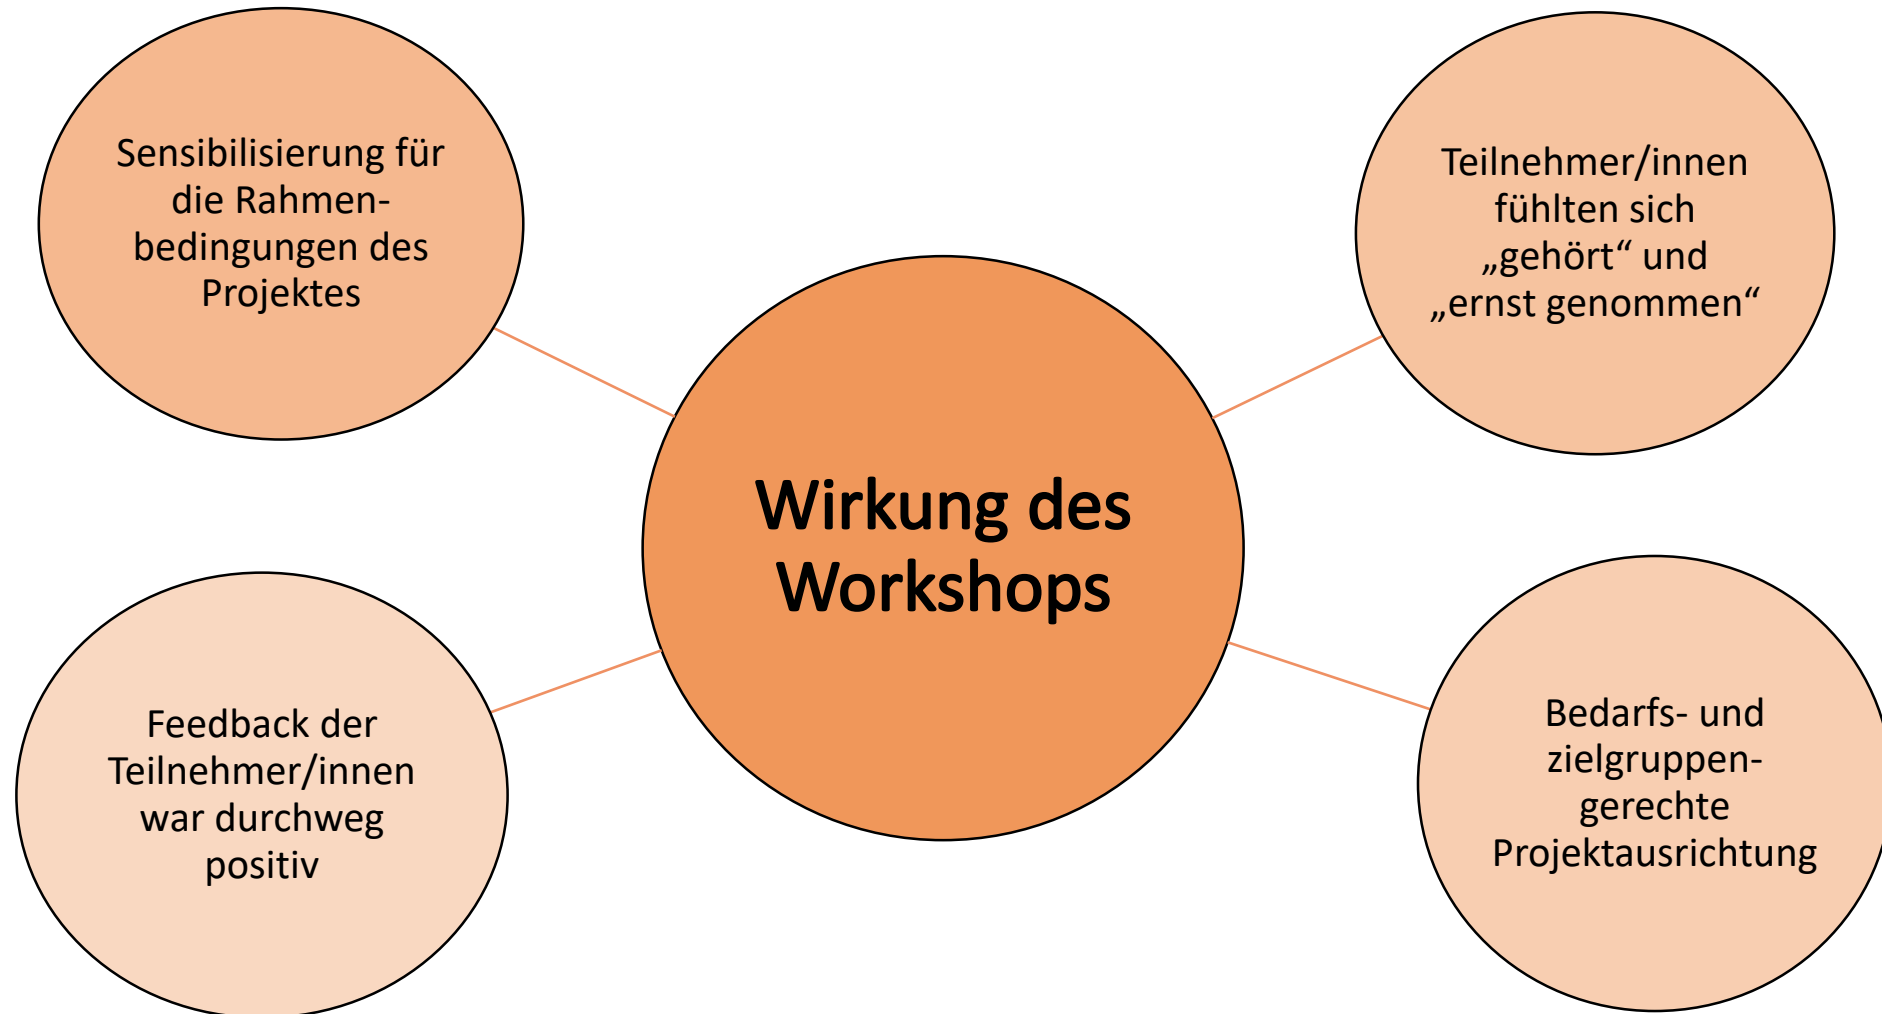 Sensibilisierung für
die Rahmen-
bedingungen des
Projektes
Teilnehmer/innen
fühlten sich
„gehört“ und
„ernst genommen“
Wirkung des
Workshops
Feedback der
Teilnehmer/innen
war durchweg
positiv
Bedarfs- und
zielgruppen-
gerechte
Projektausrichtung